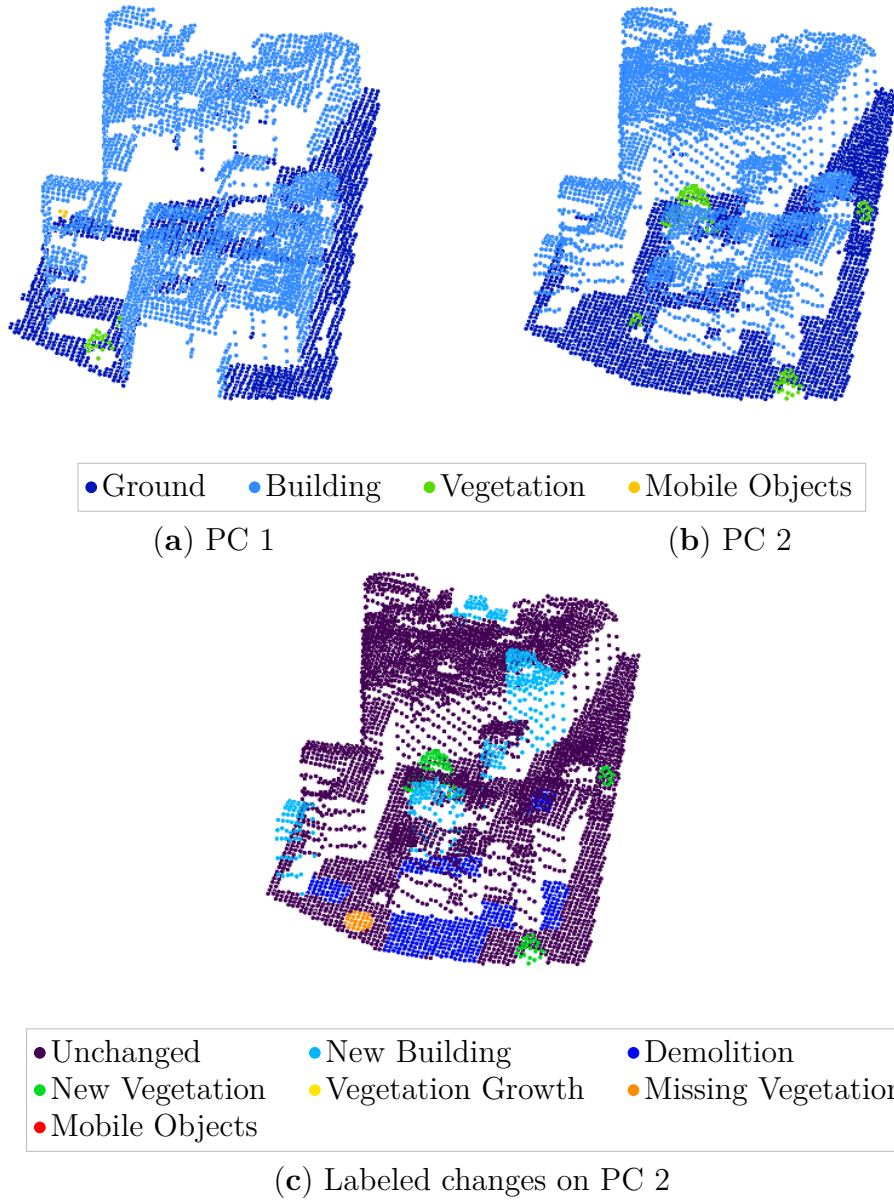 Ground Building Vegetation Mobile Objects
(a) PC 1 (b) PC 2
Unchanged New Building Demolition
New Vegetation Vegetation Growth Missing Vegetation
Mobile Objects
(c) Labeled changes on PC 2